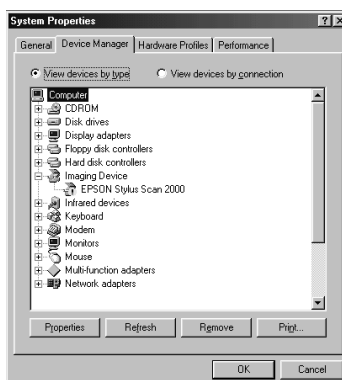 System Properties
General Device Manager Hardware Profiles Performance
View devices by type View devices by connection
Computer
CDROM
Disk drives
Display adapters
Floppy disk controllers
Hard disk controllers
Imaging Device
EPSON Stylus Scan 2000
Infrared devices
Keyboard
Modem
Monitors
Mouse
Multi-function adapters
Network adapters
Properties Refresh Remove Print...
OK Cancel